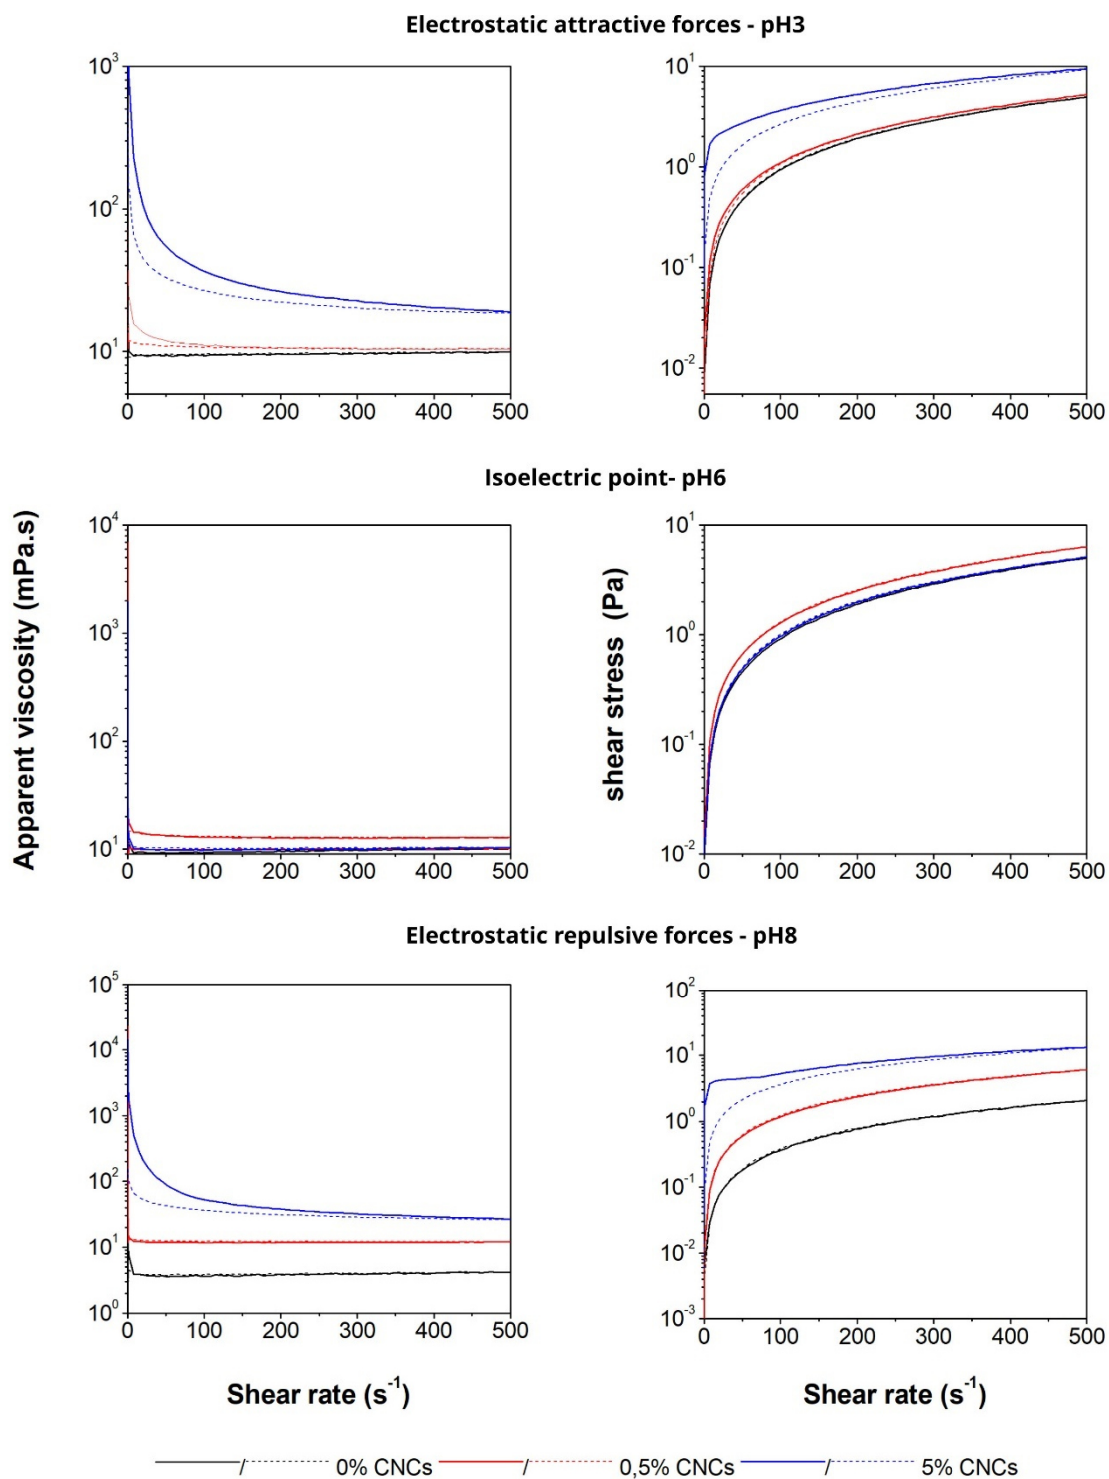 Electrostatic attractive forces - pH3
10³
10²
10¹
0 100 200 300 400 500
10¹
10⁰
10⁻¹
10⁻²
0 100 200 300 400 500
Isoelectric point- pH6
Apparent viscosity (mPa.s)
10⁴
10³
10²
10¹
0 100 200 300 400 500
shear stress (Pa)
10¹
10⁰
10⁻¹
10⁻²
0 100 200 300 400 500
Electrostatic repulsive forces - pH8
10⁵
10⁴
10³
10²
10¹
10⁰
0 100 200 300 400 500
Shear rate (s⁻¹)
10²
10¹
10⁰
10⁻¹
10⁻²
10⁻³
0 100 200 300 400 500
Shear rate (s⁻¹)
/ 0% CNCs / 0,5% CNCs / 5% CNCs